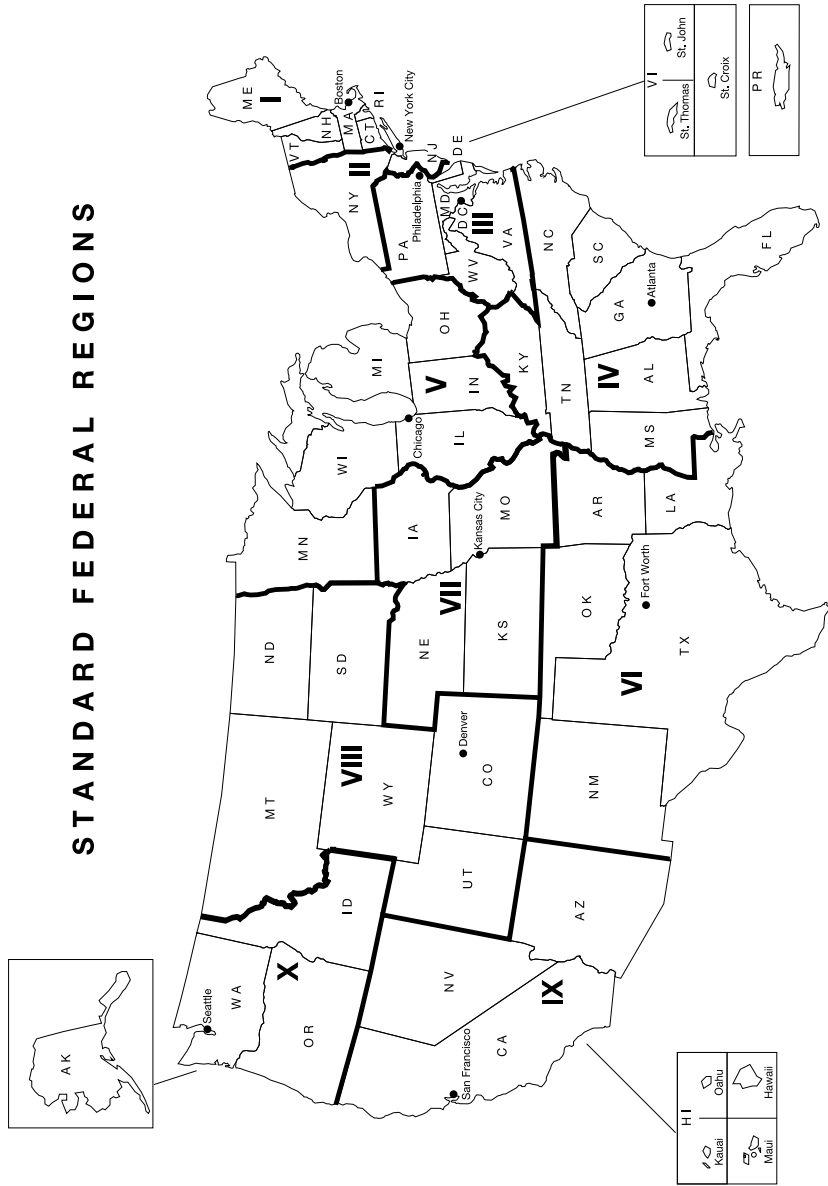 STANDARD FEDERAL REGIONS
AK
WA
Seattle
X
OR
ID
MT
ND
MN
SD
WY
VIII
NV
UT
CO
Denver
NE
VII
KS
IA
MO
Kansas City
WI
MI
Chicago
IL
IN
V
OH
CA
San Francisco
IX
AZ
NM
VI
TX
OK
Fort Worth
AR
LA
MS
AL
IV
TN
KY
GA
Atlanta
FL
SC
NC
VA
WV
III
MD
DC
DE
PA
Philadelphia
NJ
NY
II
New York City
VT
NH
ME
I
MA
Boston
CT
RI
HI
Kauai
Oahu
Maui
Hawaii
VI
St. Thomas
St. John
St. Croix
PR